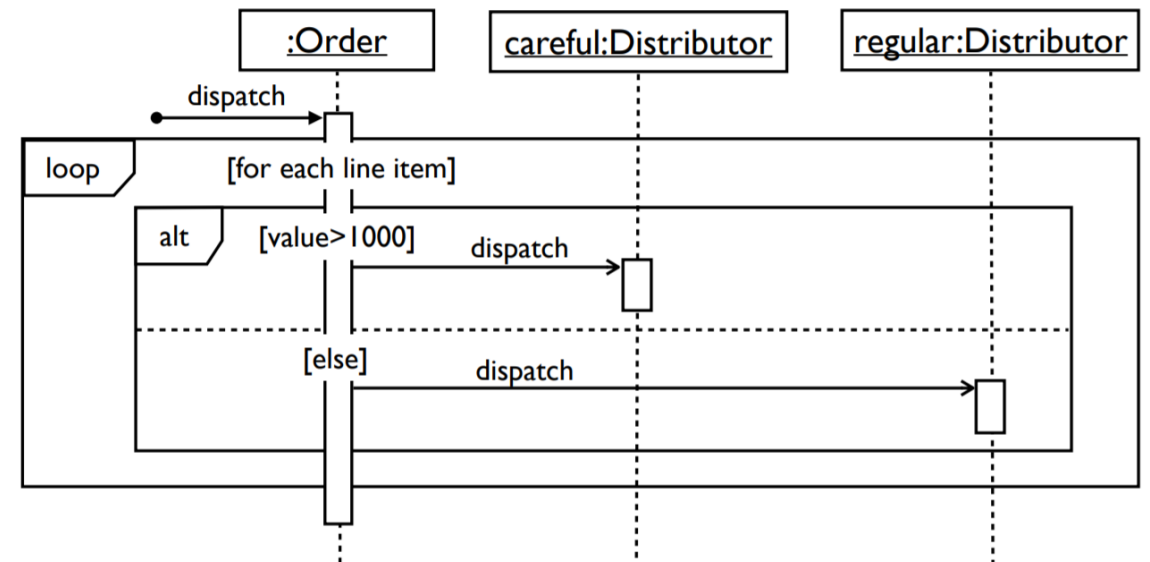 :Order
careful:Distributor
regular:Distributor
dispatch
loop
[for each line item]
alt
[value>1000]
dispatch
[else]
dispatch